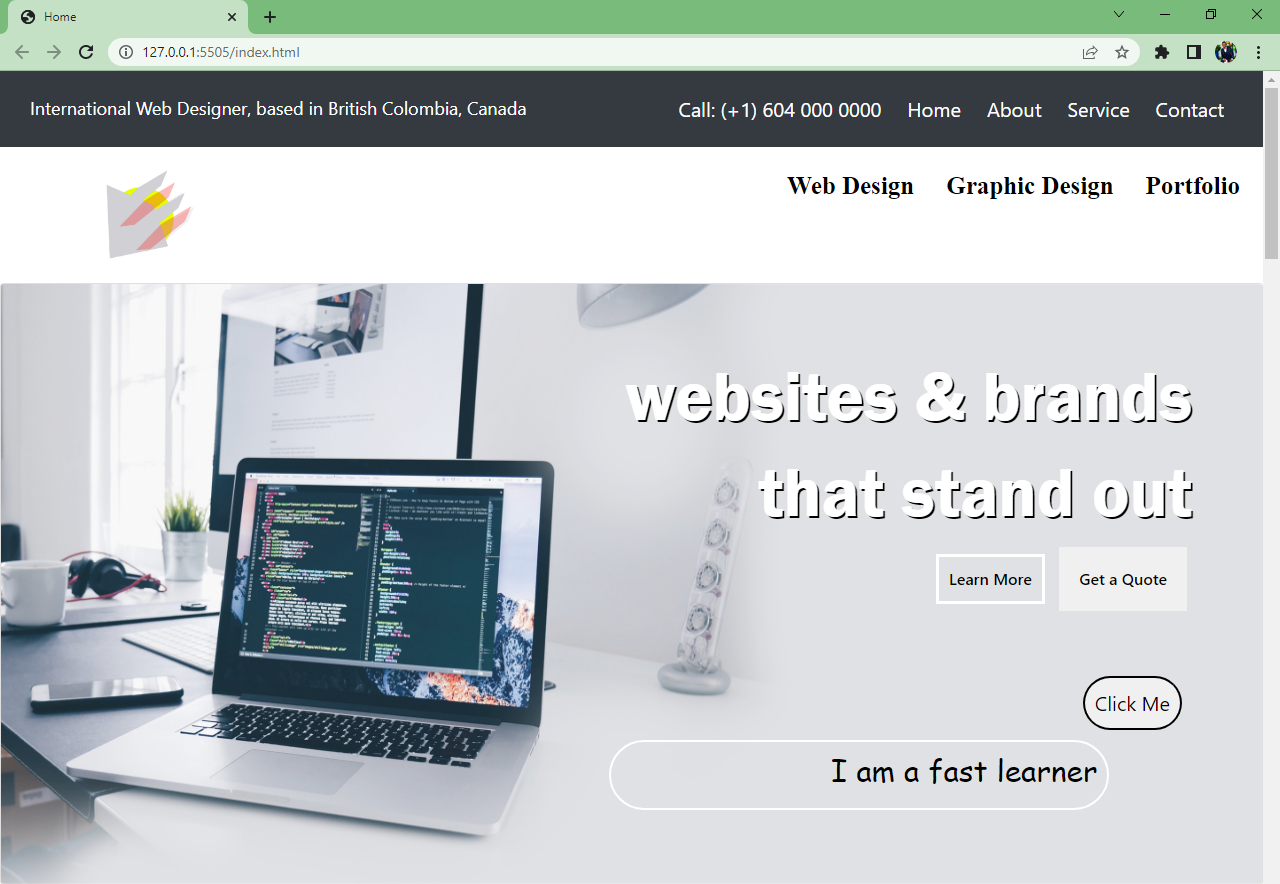 Home
127.0.0.1:5505/index.html
International Web Designer, based in British Colombia, Canada
Call: (+1) 604 000 0000 Home About Service Contact
Web Design Graphic Design Portfolio
websites & brands
that stand out
Learn More Get a Quote
Click Me
I am a fast learner